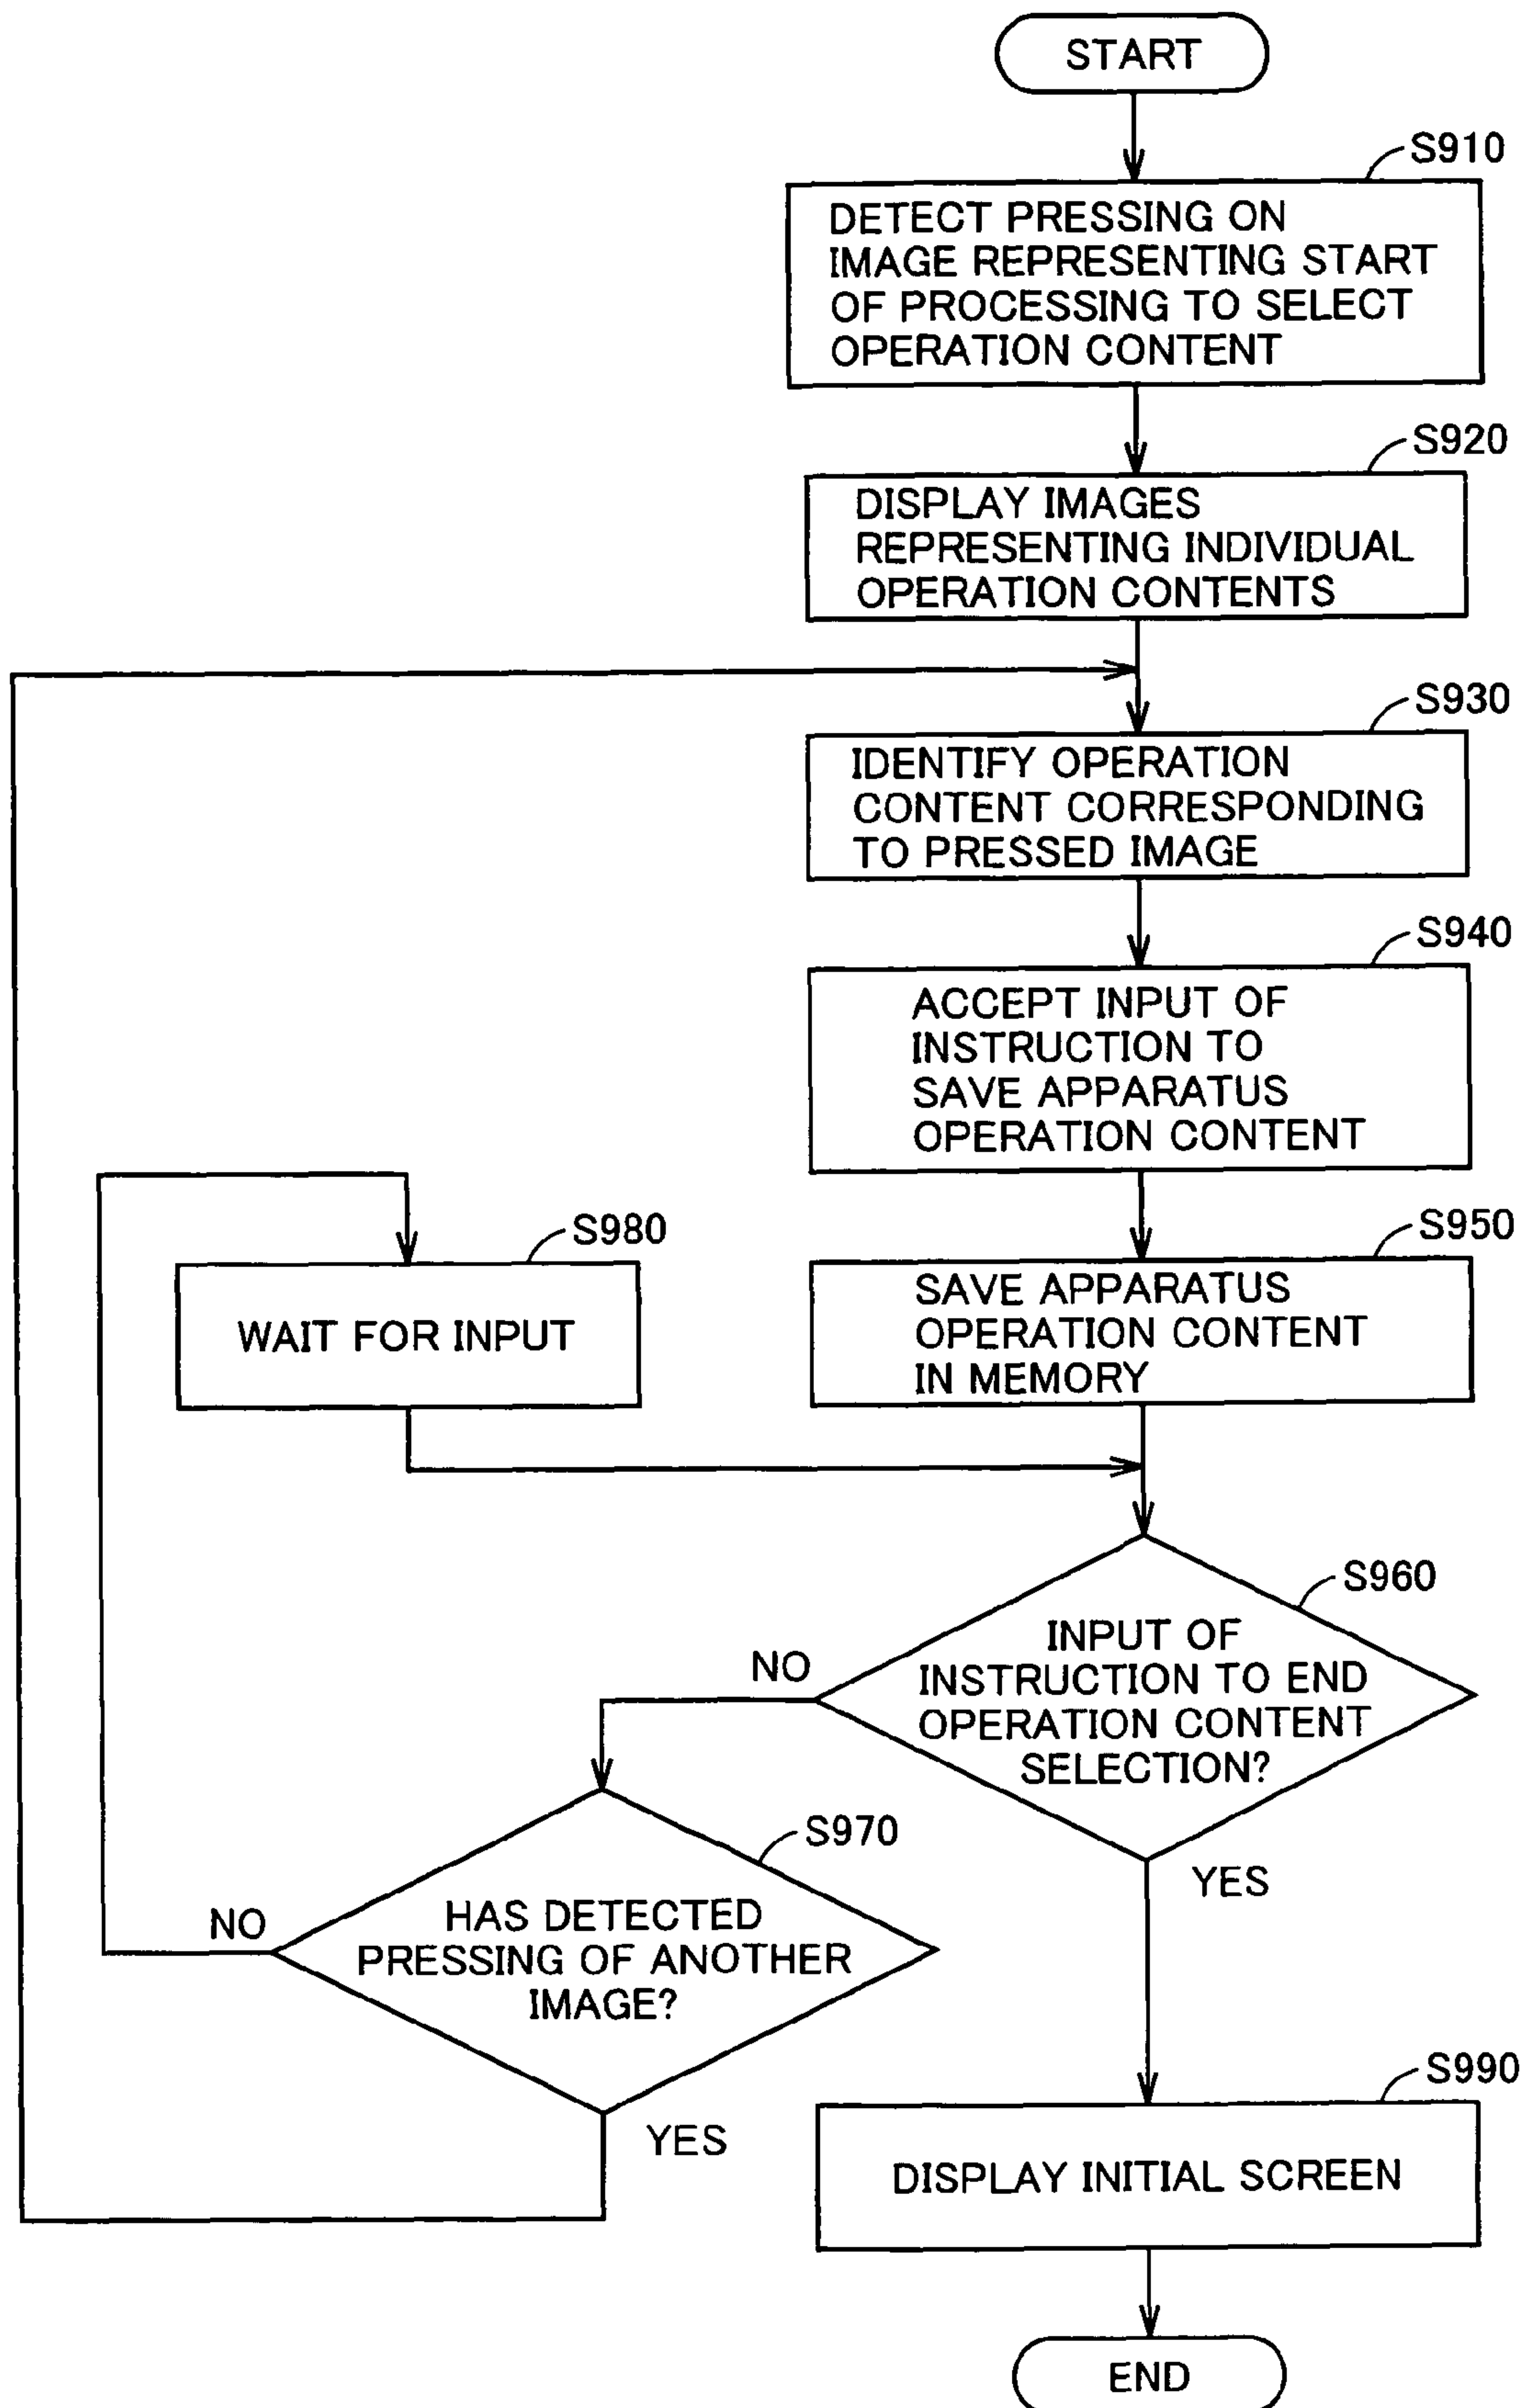 START
S910
DETECT PRESSING ON
IMAGE REPRESENTING START
OF PROCESSING TO SELECT
OPERATION CONTENT
S920
DISPLAY IMAGES
REPRESENTING INDIVIDUAL
OPERATION CONTENTS
S930
IDENTIFY OPERATION
CONTENT CORRESPONDING
TO PRESSED IMAGE
S940
ACCEPT INPUT OF
INSTRUCTION TO
SAVE APPARATUS
OPERATION CONTENT
S950
SAVE APPARATUS
OPERATION CONTENT
IN MEMORY
S980
WAIT FOR INPUT
S960
INPUT OF
INSTRUCTION TO END
OPERATION CONTENT
SELECTION?
NO
YES
S970
HAS DETECTED
PRESSING OF ANOTHER
IMAGE?
NO
YES
S990
DISPLAY INITIAL SCREEN
END